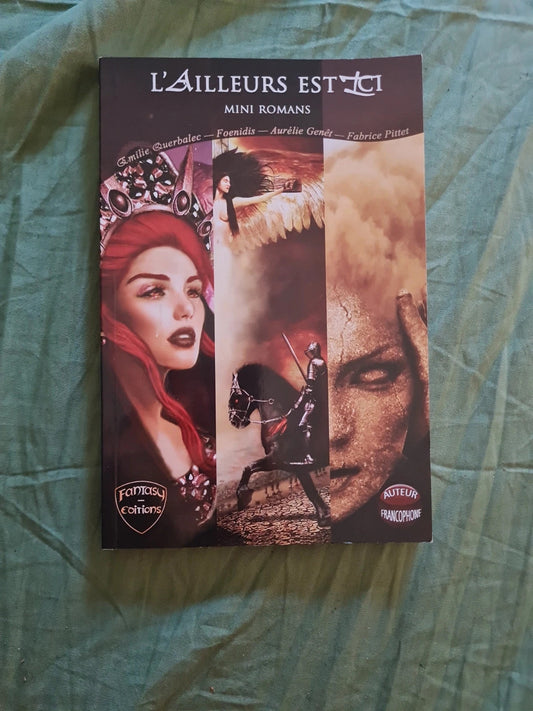 L'AILLEURS EST ICI
MINI ROMANS
Emilie Querbalec — Foenidis — Aurélie Genêt — Fabrice Pittet
Fantasy
-
Editions
AUTEUR
FRANCOPHONE